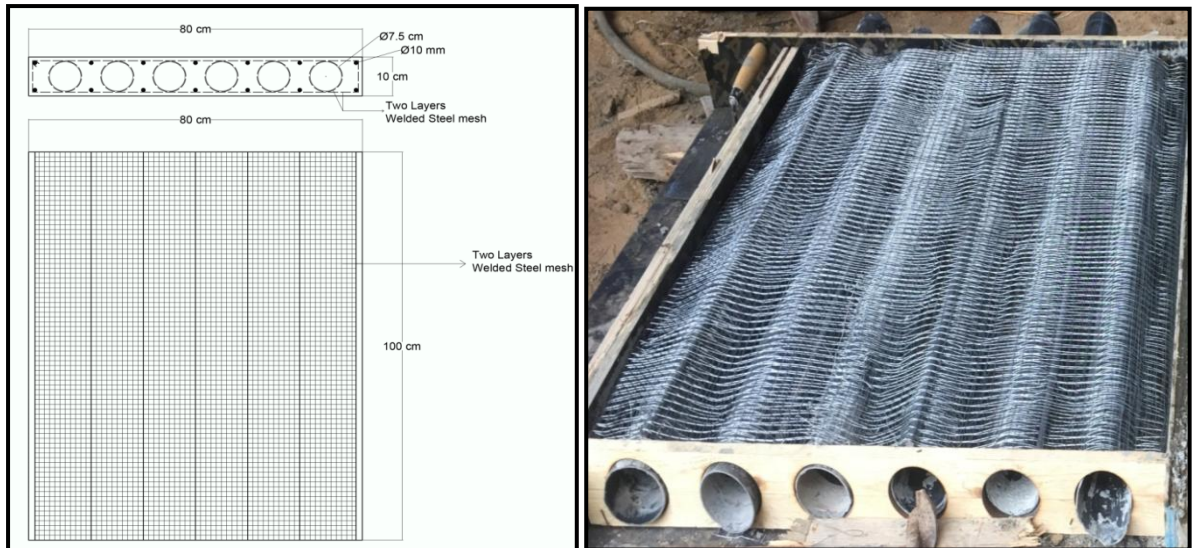 80 cm
Ø7.5 cm
Ø10 mm
10 cm
Two Layers
Welded Steel mesh
80 cm
Two Layers
Welded Steel mesh
100 cm